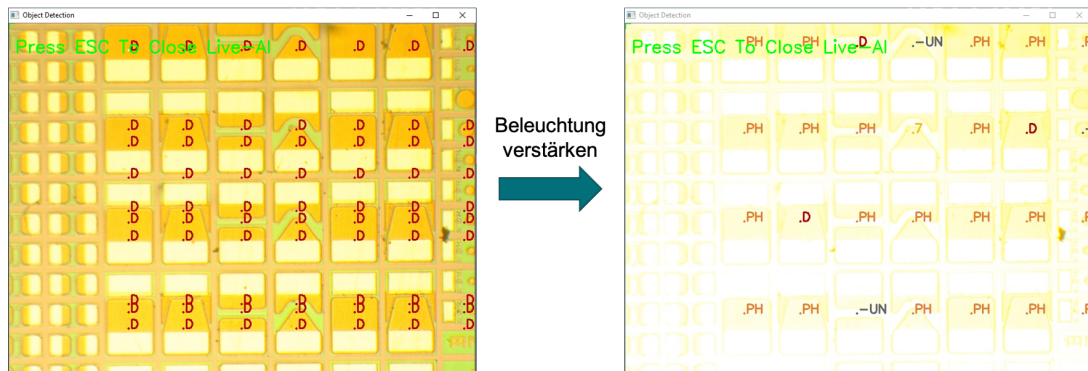 Object Detection
Press ESC To Close Live-AI
.D .D .D .D .D .D .D
.D .D .D .D .D .D .D
.D .D .D .D .D .D .D
.D .D .D .D .D .D .D
.D .D .D .D .D .D .D
.D .D .D .D .D .D .D
.D .D .D .D .D .D .D
.D .D .D .D .D .D .D
Beleuchtung
verstärken
Object Detection
Press ESC To Close Live-AI
.PH .PH .D .-UN .PH .PH
.PH .PH .PH .7 .PH .D
.PH .D .PH .PH .PH .PH
.PH .PH .-UN .PH .PH .PH